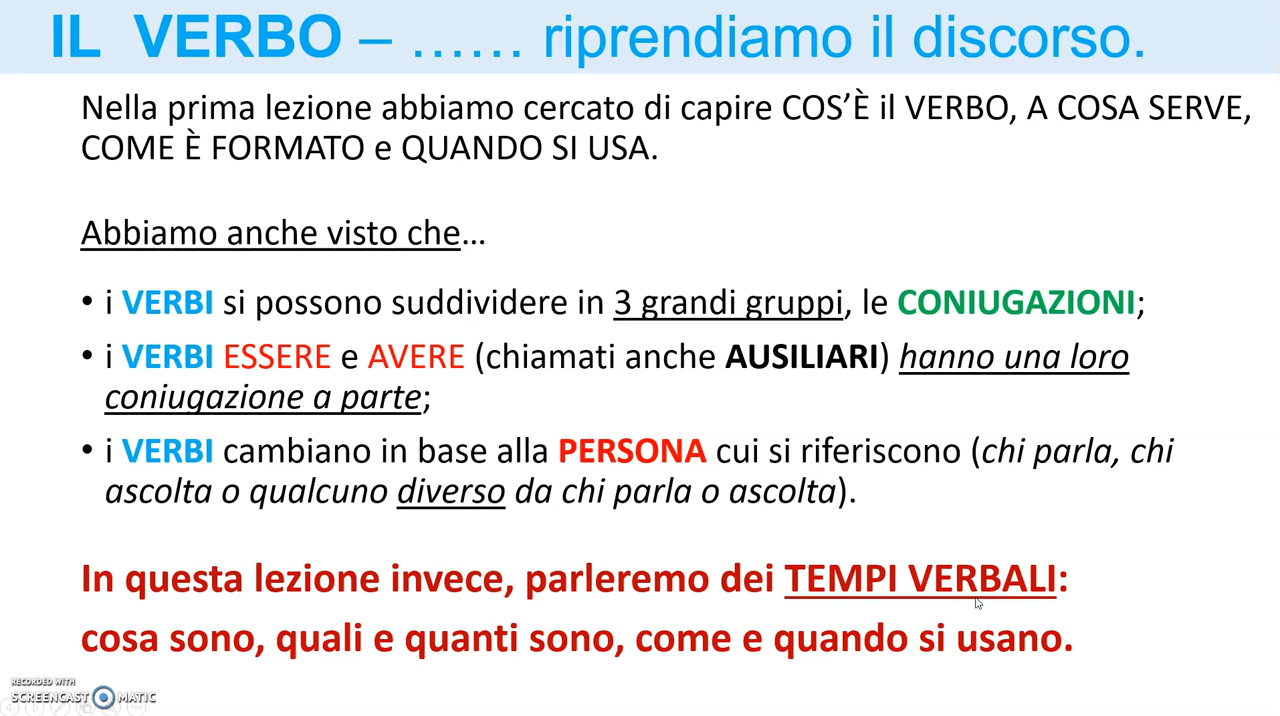 IL VERBO – …… riprendiamo il discorso.
Nella prima lezione abbiamo cercato di capire COS’È il VERBO, A COSA SERVE,
COME È FORMATO e QUANDO SI USA.
Abbiamo anche visto che…
• i VERBI si possono suddividere in 3 grandi gruppi, le CONIUGAZIONI;
• i VERBI ESSERE e AVERE (chiamati anche AUSILIARI) hanno una loro
coniugazione a parte;
• i VERBI cambiano in base alla PERSONA cui si riferiscono (chi parla, chi
ascolta o qualcuno diverso da chi parla o ascolta).
In questa lezione invece, parleremo dei TEMPI VERBALI:
cosa sono, quali e quanti sono, come e quando si usano.
RECORDED WITH
SCREENCAST MATIC